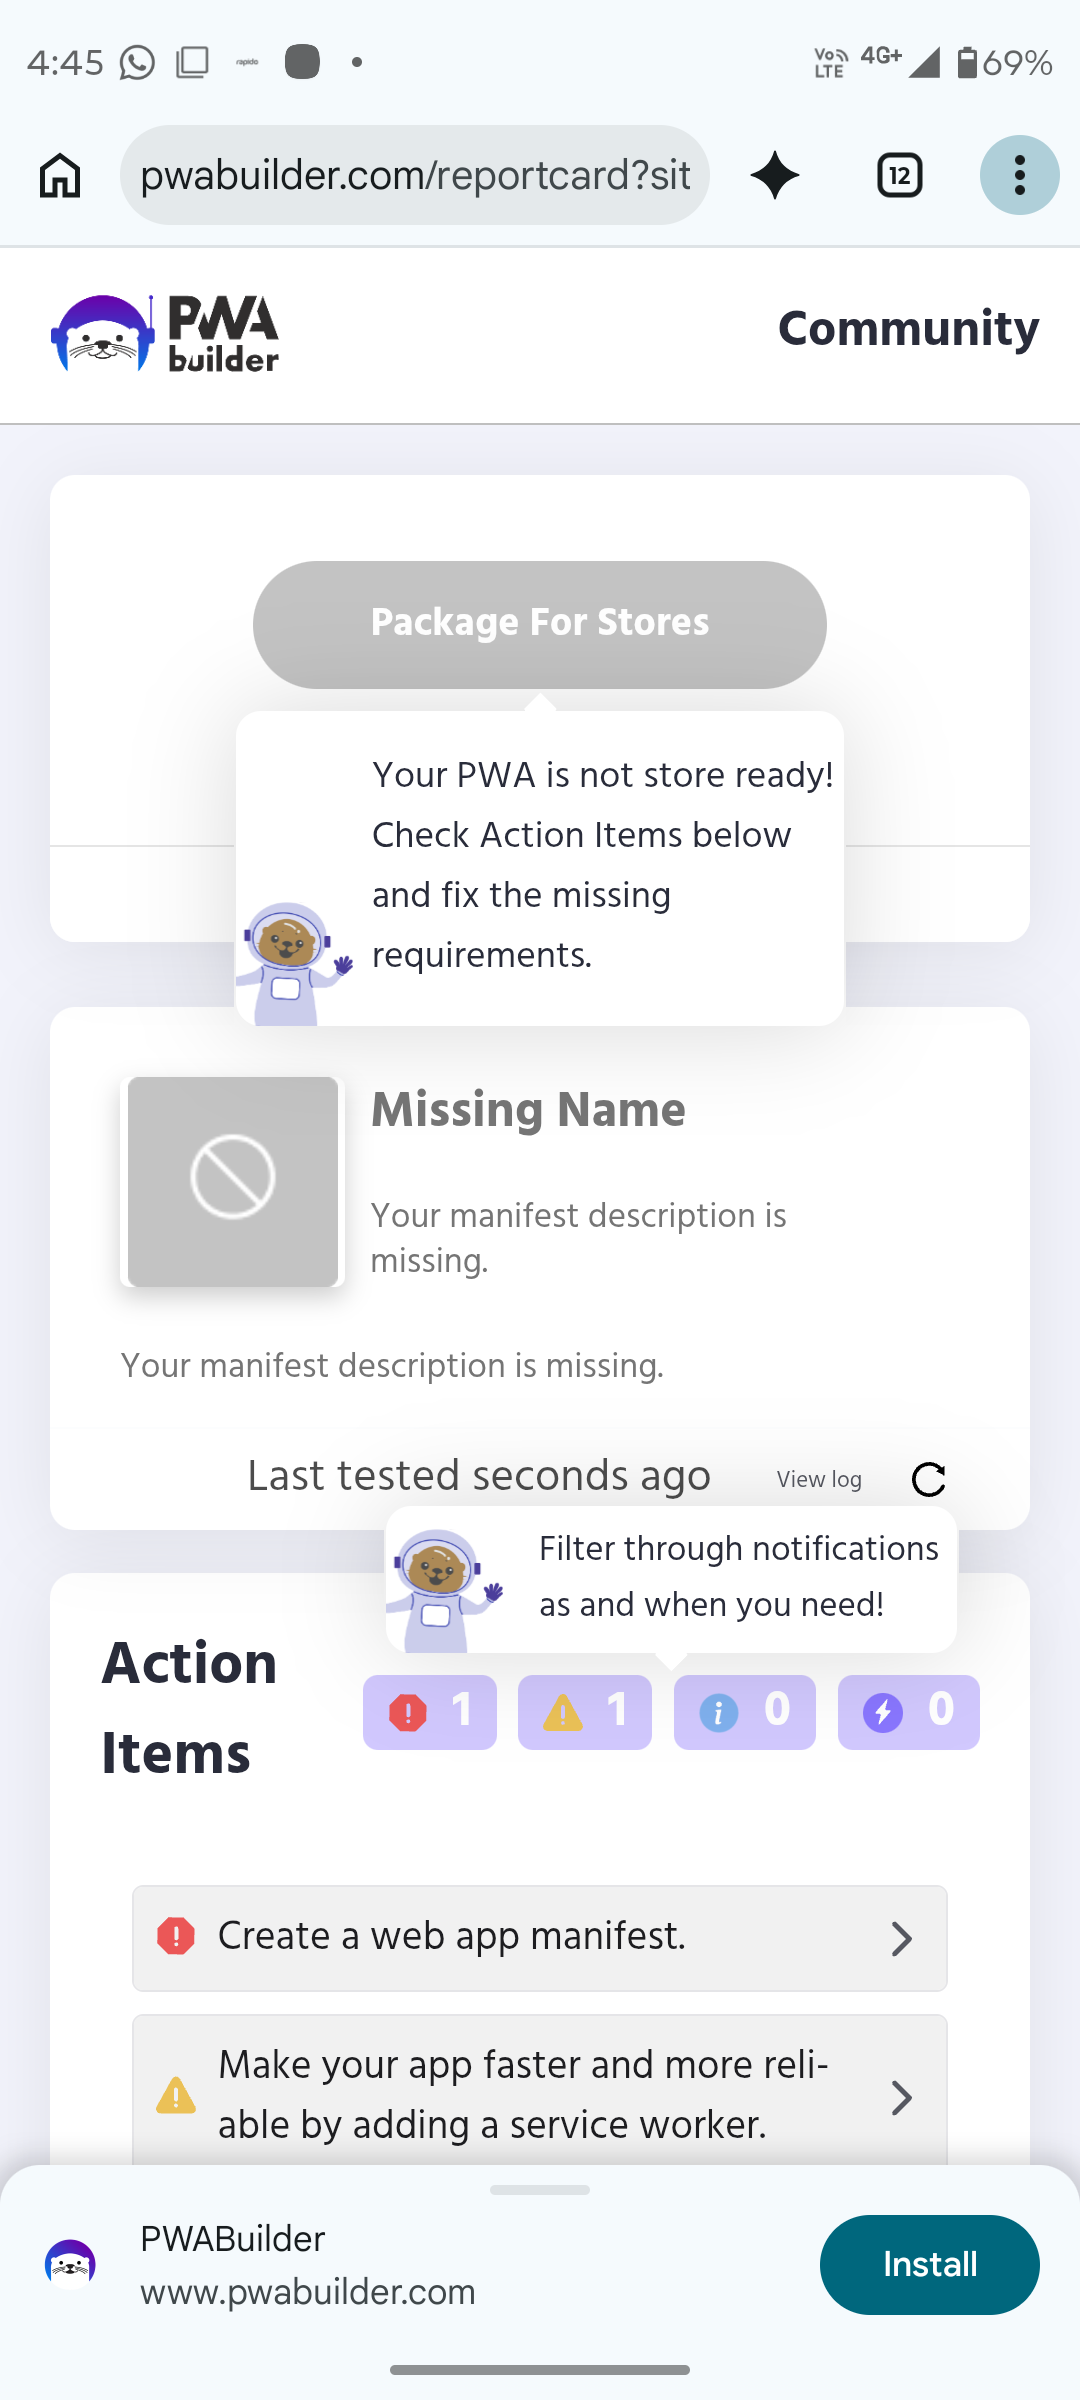 4:45
rapido
Vo
LTE
4G+
69%
pwabuilder.com/reportcard?sit
12
PWA
builder
Community
Package For Stores
Your PWA is not store ready!
Check Action Items below
and fix the missing
requirements.
Missing Name
Your manifest description is
missing.
Your manifest description is missing.
Last tested seconds ago
View log
Filter through notifications
as and when you need!
Action
Items
1
1
0
0
Create a web app manifest.
Make your app faster and more reli-
able by adding a service worker.
PWABuilder
www.pwabuilder.com
Install